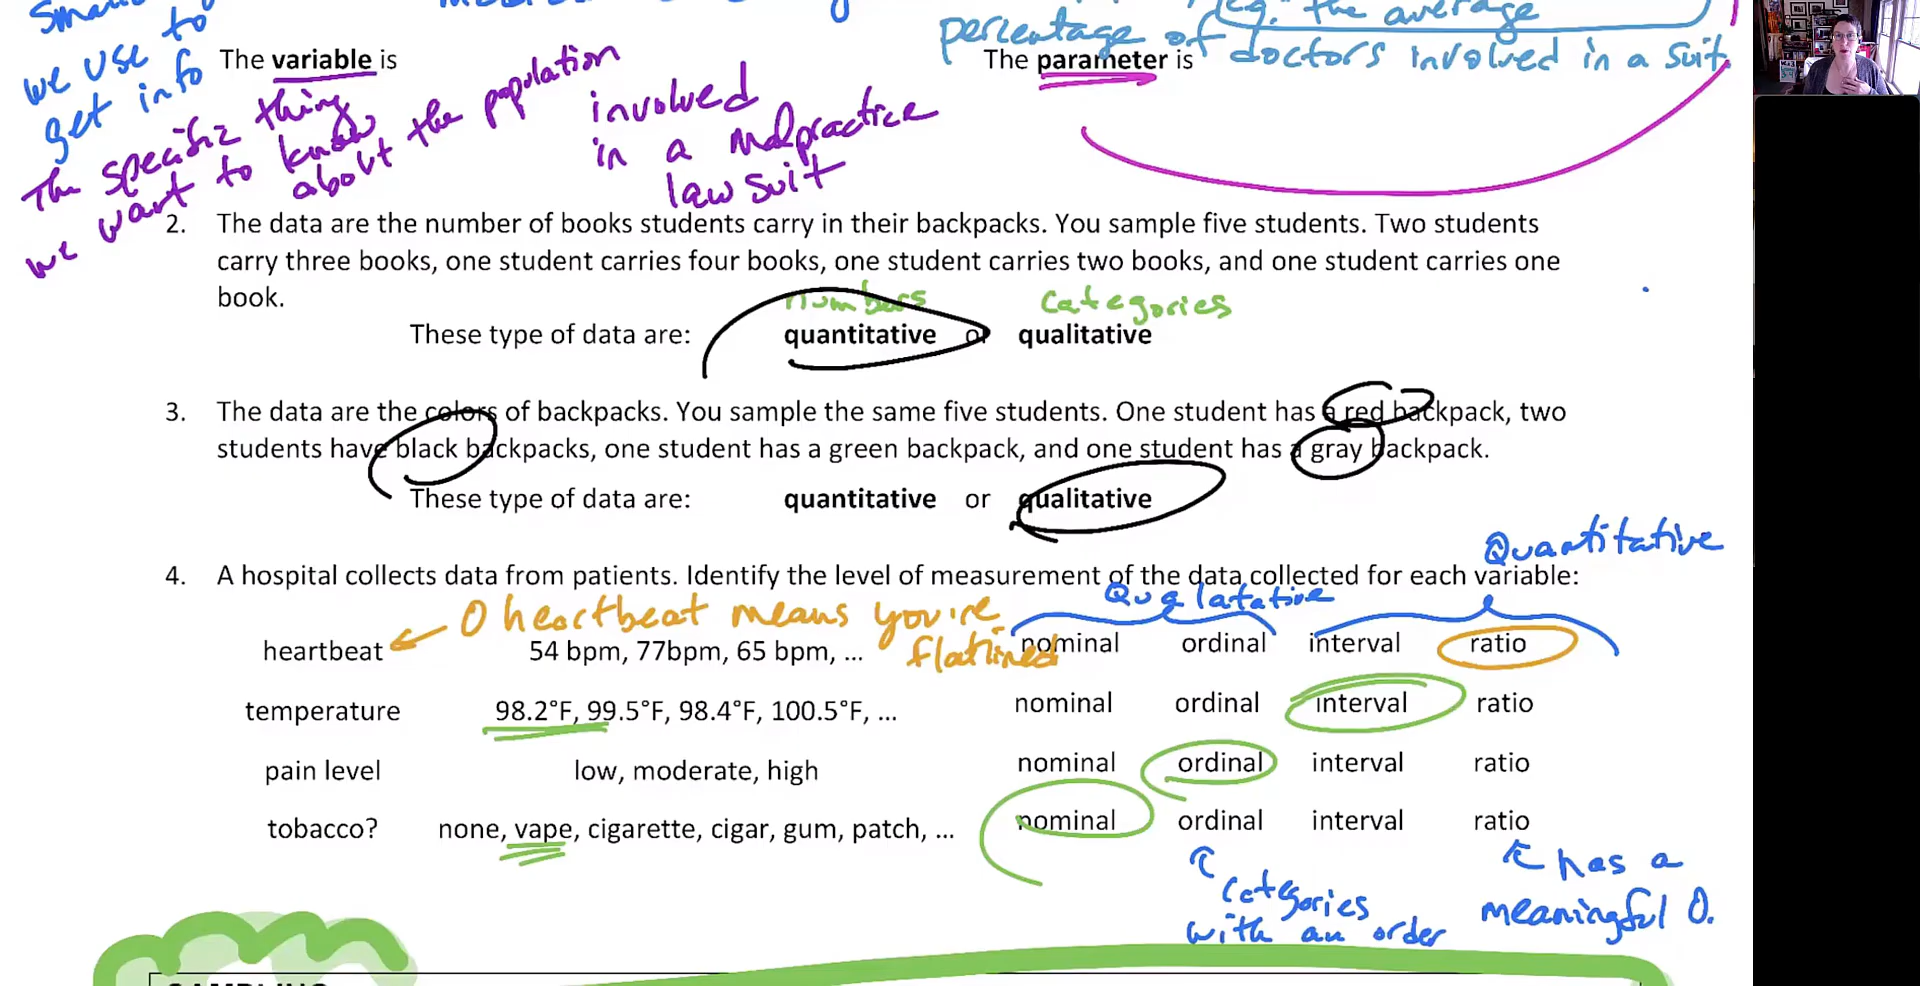 we use to
get info
(eg. the average
percentage of doctors involved in a suit
The variable is
The parameter is
The specific thing
we want to know
about the population
involved
in a malpractice
lawsuit
2. The data are the number of books students carry in their backpacks. You sample five students. Two students
carry three books, one student carries four books, one student carries two books, and one student carries one
book.
numbers categories
These type of data are: quantitative or qualitative
3. The data are the colors of backpacks. You sample the same five students. One student has a red backpack, two
students have black backpacks, one student has a green backpack, and one student has a gray backpack.
These type of data are: quantitative or qualitative
Quantitative
4. A hospital collects data from patients. Identify the level of measurement of the data collected for each variable:
Qualatative
0 heartbeat means you're
flatlined
heartbeat 54 bpm, 77bpm, 65 bpm, ... nominal ordinal interval ratio
temperature 98.2°F, 99.5°F, 98.4°F, 100.5°F, ... nominal ordinal interval ratio
pain level low, moderate, high nominal ordinal interval ratio
tobacco? none, vape, cigarette, cigar, gum, patch, ... nominal ordinal interval ratio
categories
with an order
has a
meaningful 0.